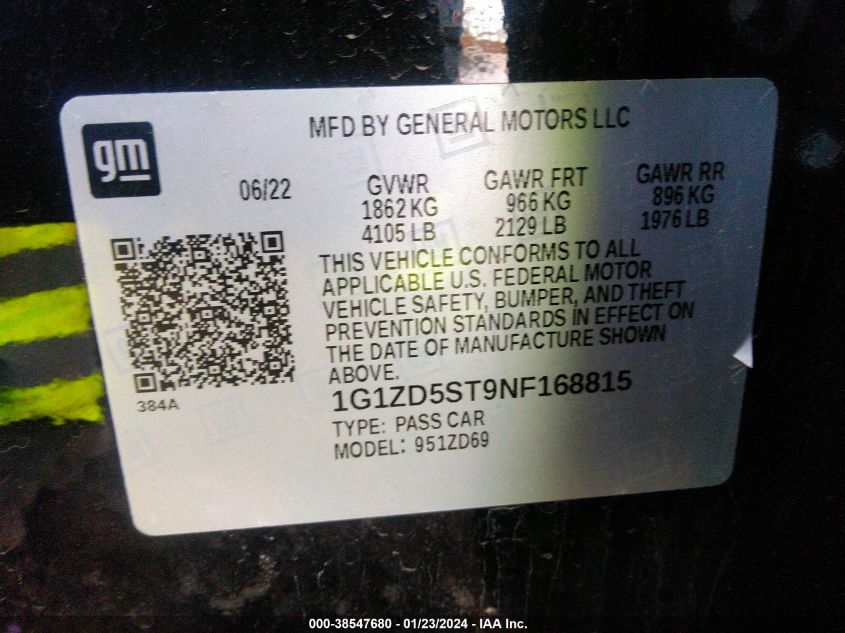 MFD BY GENERAL MOTORS LLC
gm
06/22
GVWR
1862 KG
4105 LB
GAWR FRT
966 KG
2129 LB
GAWR RR
896 KG
1976 LB
THIS VEHICLE CONFORMS TO ALL
APPLICABLE U.S. FEDERAL MOTOR
VEHICLE SAFETY, BUMPER, AND THEFT
PREVENTION STANDARDS IN EFFECT ON
THE DATE OF MANUFACTURE SHOWN
ABOVE.
384A
1G1ZD5ST9NF168815
TYPE: PASS CAR
MODEL: 951ZD69
000-38547680 - 01/23/2024 - IAA Inc.